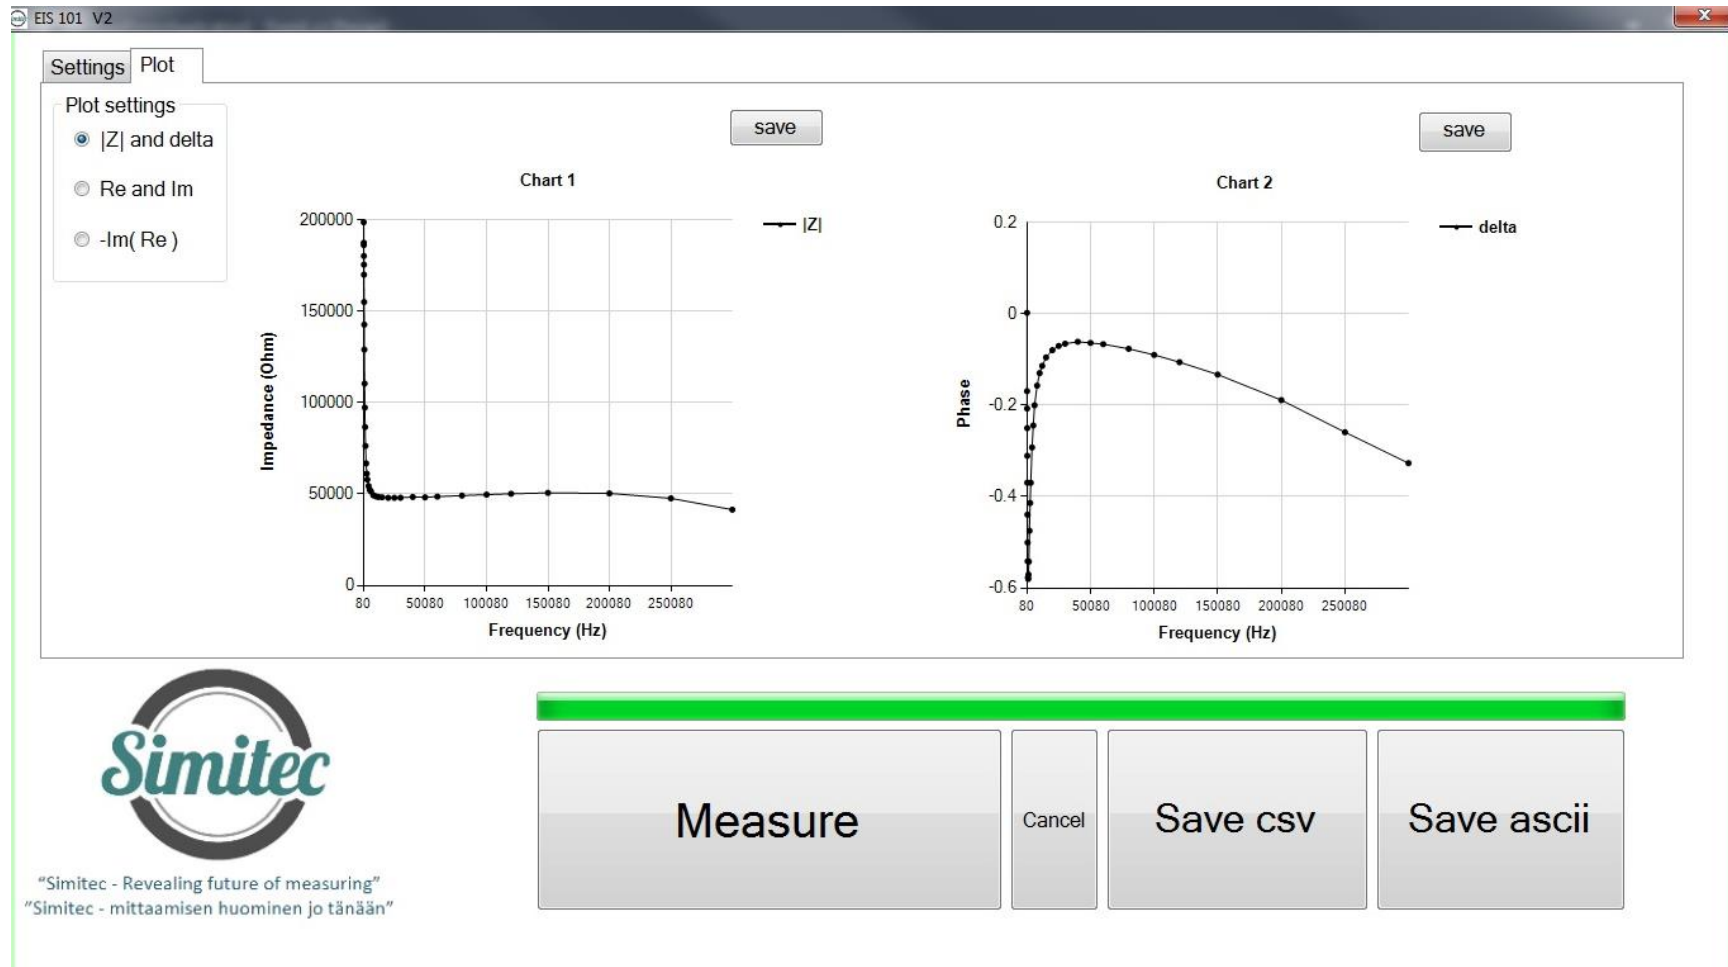 EIS 101 V2
Settings Plot
Plot settings
|Z| and delta
Re and Im
-Im( Re )
save
Chart 1
200000
150000
100000
50000
0
Impedance (Ohm)
80 50080 100080 150080 200080 250080
Frequency (Hz)
|Z|
save
Chart 2
0.2
0
-0.2
-0.4
-0.6
Phase
80 50080 100080 150080 200080 250080
Frequency (Hz)
delta
Simitec
“Simitec - Revealing future of measuring”
”Simitec - mittaamisen huominen jo tänään”
Measure
Cancel
Save csv
Save ascii